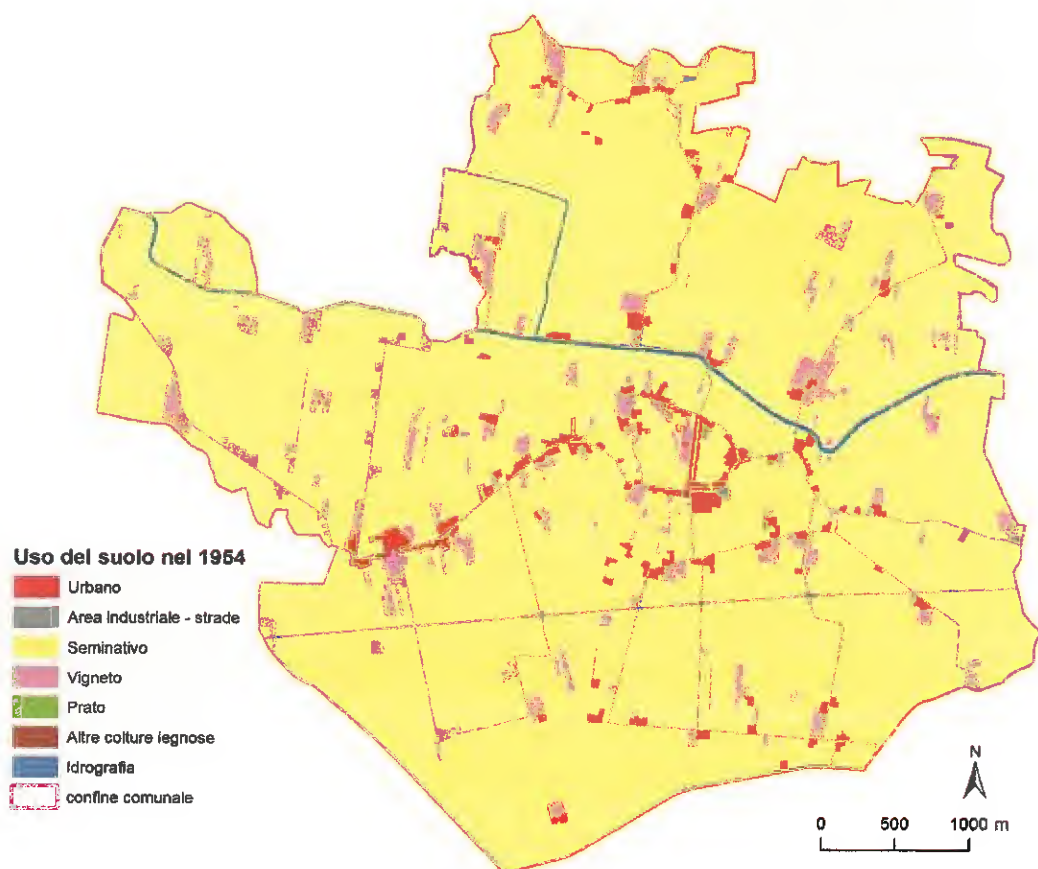 Uso del suolo nel 1954
Urbano
Area industriale - strade
Seminativo
Vigneto
Prato
Altre colture legnose
Idrografia
confine comunale
N
0 500 1000 m